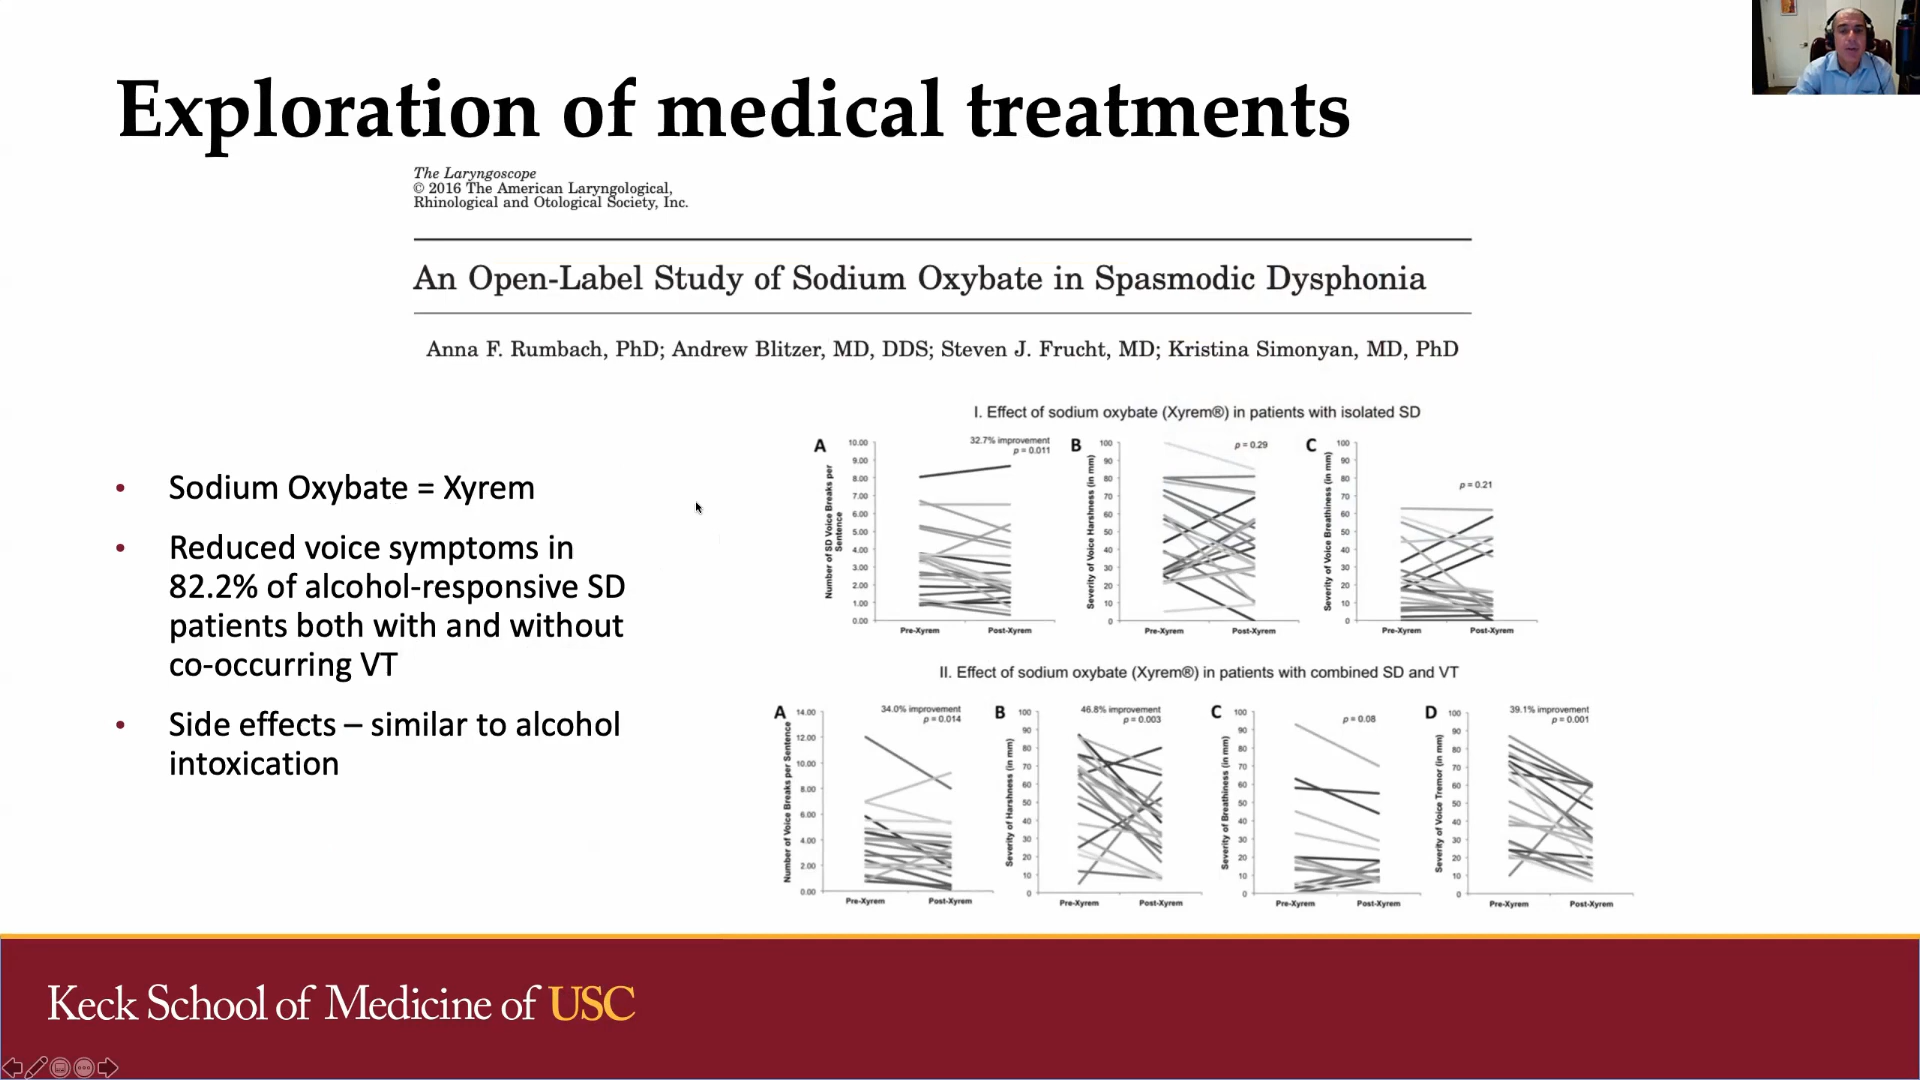 Exploration of medical treatments
The Laryngoscope
© 2016 The American Laryngological,
Rhinological and Otological Society, Inc.
An Open-Label Study of Sodium Oxybate in Spasmodic Dysphonia
Anna F. Rumbach, PhD; Andrew Blitzer, MD, DDS; Steven J. Frucht, MD; Kristina Simonyan, MD, PhD
• Sodium Oxybate = Xyrem
• Reduced voice symptoms in
82.2% of alcohol-responsive SD
patients both with and without
co-occurring VT
• Side effects – similar to alcohol
intoxication
I. Effect of sodium oxybate (Xyrem®) in patients with isolated SD
A
Number of SD Voice Breaks per
Sentence
10.00
9.00
8.00
7.00
6.00
5.00
4.00
3.00
2.00
1.00
0.00
32.7% improvement
p = 0.011
Pre-Xyrem Post-Xyrem
B
Severity of Voice Harshness (in mm)
100
90
80
70
60
50
40
30
20
10
0
p = 0.29
Pre-Xyrem Post-Xyrem
C
Severity of Voice Breathiness (in mm)
100
90
80
70
60
50
40
30
20
10
0
p = 0.21
Pre-Xyrem Post-Xyrem
II. Effect of sodium oxybate (Xyrem®) in patients with combined SD and VT
A
Number of Voice Breaks per Sentence
14.00
12.00
10.00
8.00
6.00
4.00
2.00
0.00
34.0% improvement
p = 0.014
Pre-Xyrem Post-Xyrem
B
Severity of Harshness (in mm)
100
90
80
70
60
50
40
30
20
10
0
46.8% improvement
p = 0.003
Pre-Xyrem Post-Xyrem
C
Severity of Breathiness (in mm)
100
90
80
70
60
50
40
30
20
10
0
p = 0.08
Pre-Xyrem Post-Xyrem
D
Severity of Voice Tremor (in mm)
100
90
80
70
60
50
40
30
20
10
0
39.1% improvement
p = 0.001
Pre-Xyrem Post-Xyrem
Keck School of Medicine of USC